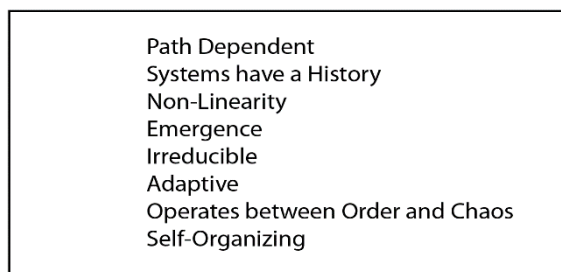 Path Dependent
Systems have a History
Non-Linearity
Emergence
Irreducible
Adaptive
Operates between Order and Chaos
Self-Organizing